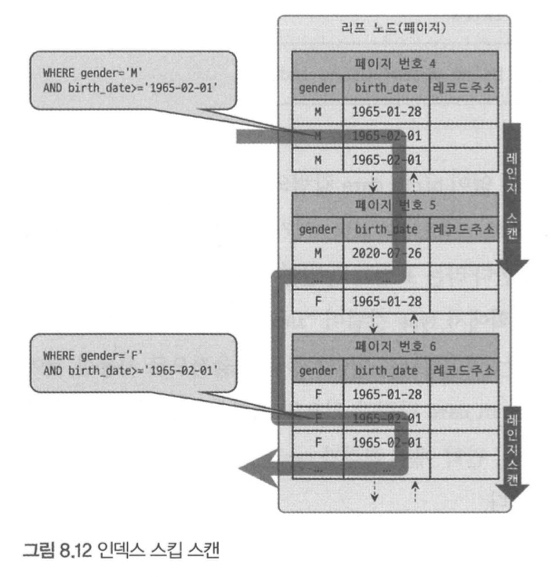 리프 노드(페이지)
WHERE gender='M'
AND birth_date>='1965-02-01'
페이지 번호 4
gender birth_date 레코드주소
M 1965-01-28
M 1965-02-01
M 1965-02-01
레인지 스캔
페이지 번호 5
gender birth_date 레코드주소
M 2020-07-26
... ...
F 1965-01-28
WHERE gender='F'
AND birth_date>='1965-02-01'
페이지 번호 6
gender birth_date 레코드주소
F 1965-01-28
F 1965-02-01
F 1965-02-01
... ...
레인지 스캔
그림 8.12 인덱스 스킵 스캔